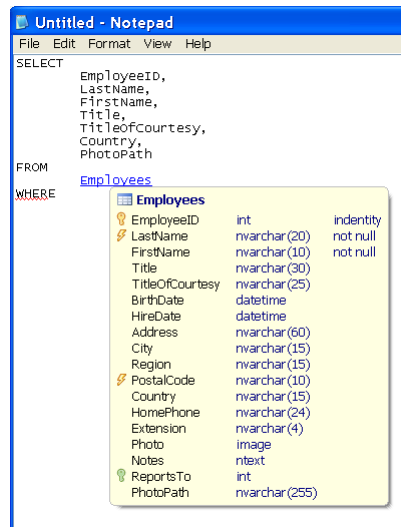 Untitled - Notepad
File Edit Format View Help
SELECT
EmployeeID,
LastName,
FirstName,
Title,
TitleOfCourtesy,
Country,
PhotoPath
FROM
Employees
WHERE
Employees
EmployeeID int indentity
LastName nvarchar(20) not null
FirstName nvarchar(10) not null
Title nvarchar(30)
TitleOfCourtesy nvarchar(25)
BirthDate datetime
HireDate datetime
Address nvarchar(60)
City nvarchar(15)
Region nvarchar(15)
PostalCode nvarchar(10)
Country nvarchar(15)
HomePhone nvarchar(24)
Extension nvarchar(4)
Photo image
Notes ntext
ReportsTo int
PhotoPath nvarchar(255)